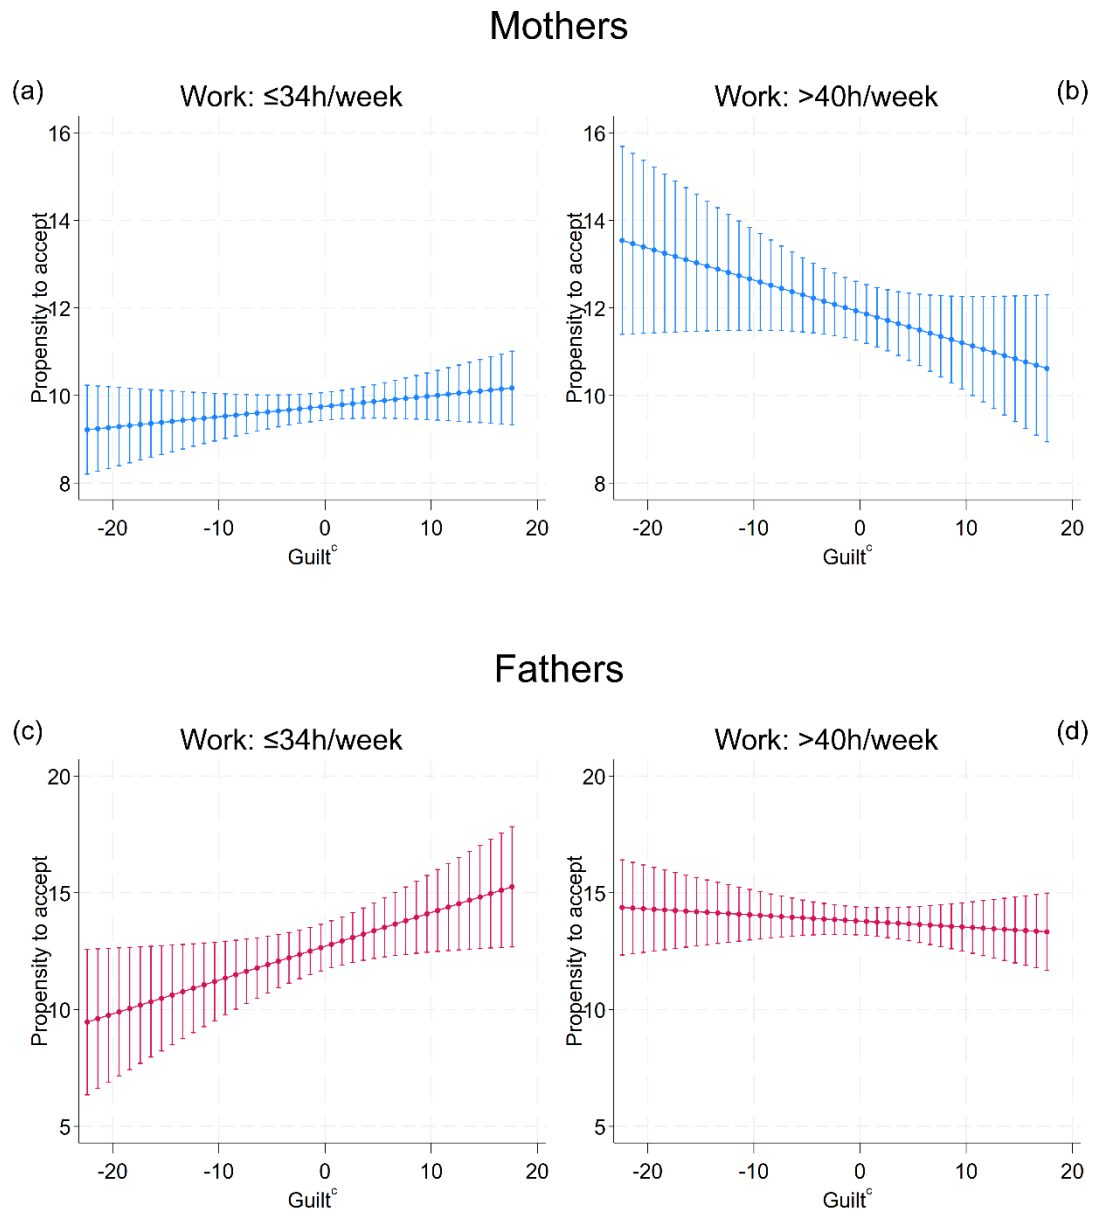 Mothers
(a)
Work: ≤34h/week
Propensity to accept
16
14
12
10
8
-20 -10 0 10 20
Guilt^c
Work: >40h/week
(b)
Propensity to accept
16
14
12
10
8
-20 -10 0 10 20
Guilt^c
Fathers
(c)
Work: ≤34h/week
Propensity to accept
20
15
10
5
-20 -10 0 10 20
Guilt^c
Work: >40h/week
(d)
Propensity to accept
20
15
10
5
-20 -10 0 10 20
Guilt^c